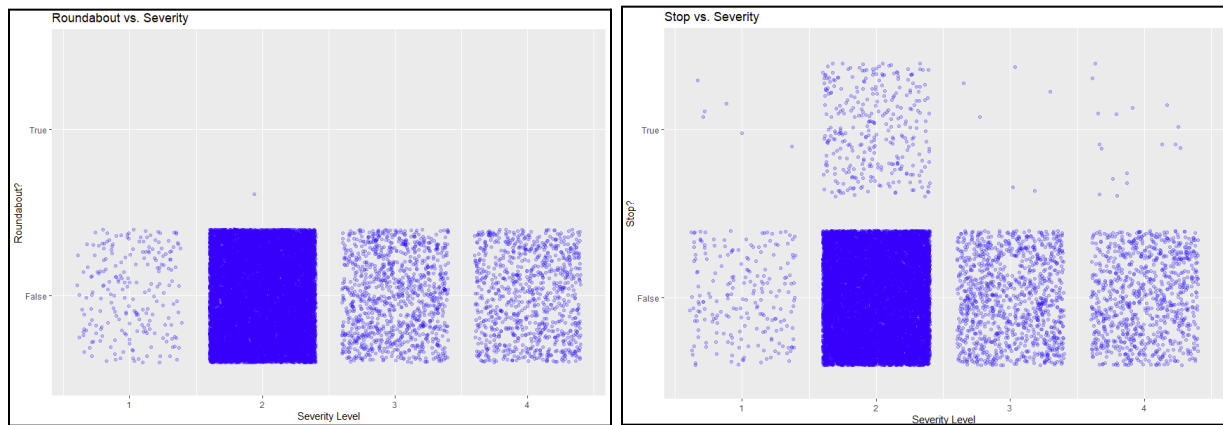 Roundabout vs. Severity
True
Roundabout?
False
1 2 3 4
Severity Level
Stop vs. Severity
True
Stop?
False
1 2 3 4
Severity Level